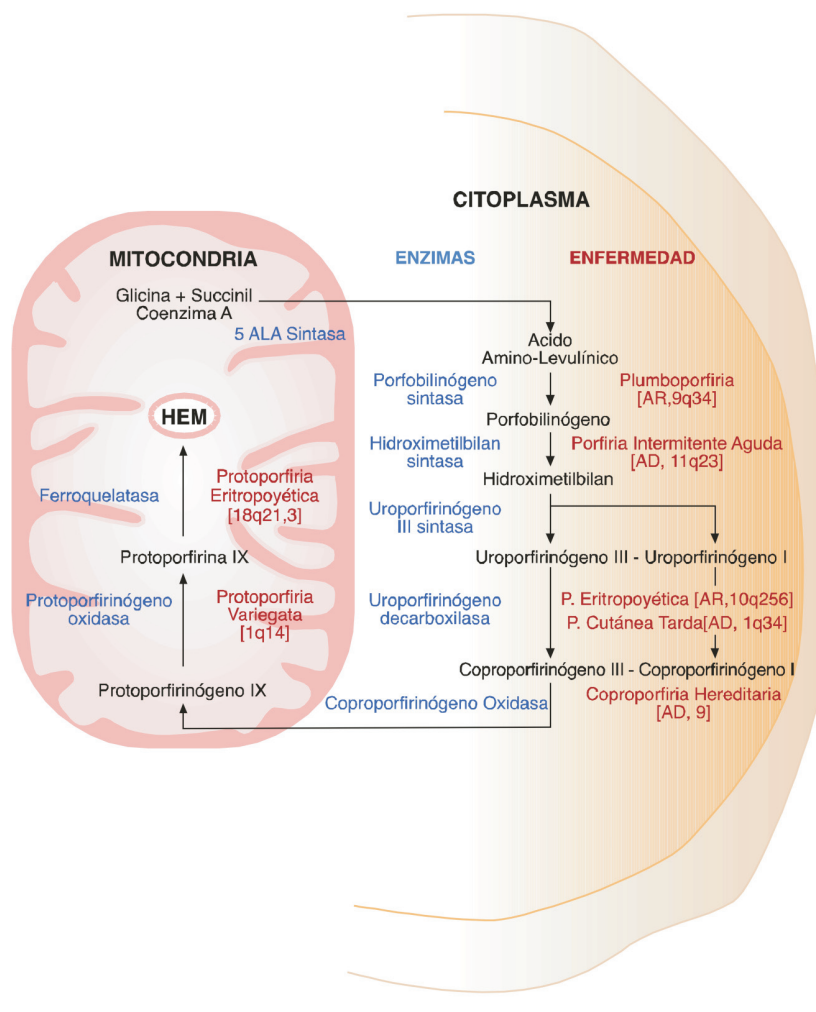 CITOPLASMA
MITOCONDRIA
ENZIMAS
ENFERMEDAD
Glicina + Succinil
Coenzima A
5 ALA Sintasa
Acido
Amino-Levulínico
Porfobilinógeno
sintasa
Plumboporfiria
[AR,9q34)
Porfobilinógeno
Hidroximetilbilan
sintasa
Porfiria Intermitente Aguda
[AD, 11q23]
Hidroximetilbilan
Uroporfirinógeno
III sintasa
Uroporfirinógeno III - Uroporfirinógeno I
Uroporfirinógeno
decarboxilasa
P. Eritropoyética [AR,10q256]
P. Cutánea Tarda[AD, 1q34)
Coproporfirinógeno III - Coproporfirinógeno I
Coproporfirinógeno Oxidasa
Coproporfiria Hereditaria
[AD, 9]
HEM
Ferroquelatasa
Protoporfiria
Eritropoyética
[18q21,3)
Protoporfirina IX
Protoporfirinógeno
oxidasa
Protoporfiria
Variegata
[1q14]
Protoporfirinógeno IX